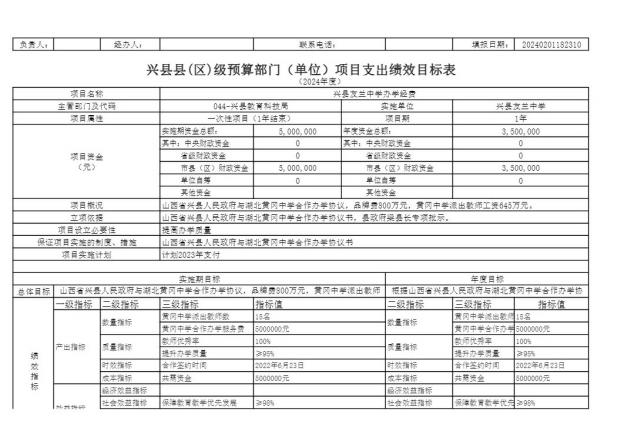 负责人： 经办人： 联系电话： 填报日期： 20240201182310
兴县县(区)级预算部门（单位）项目支出绩效目标表
（2024年度）
项目名称 兴县友兰中学办学经费
主管部门及代码 044-兴县教育科技局 实施单位 兴县友兰中学
项目属性 一次性项目（1年结束） 项目期 1年
项目资金（元） 实施期资金总额： 5,000,000 年度资金总额： 3,500,000
其中：中央财政资金 0 其中：中央财政资金 0
省级财政资金 0 省级财政资金 0
市县（区）财政资金 5,000,000 市县（区）财政资金 3,500,000
单位自筹 0 单位自筹 0
其他资金 其他资金
项目概况 山西省兴县人民政府与湖北黄冈中学合作办学协议，品牌费800万元，黄冈中学派出教师工资645万元。
立项依据 山西省兴县人民政府与湖北黄冈中学合作办学协议书，县政府梁县长专项批示。
项目设立必要性 提高办学质量
保证项目实施的制度、措施 山西省兴县人民政府与湖北黄冈中学合作办学协议书
项目实施计划 计划2023年支付
实施期目标 年度目标
总体目标 山西省兴县人民政府与湖北黄冈中学合作办学协议，品牌费800万元，黄冈中学派出教师 根据山西省兴县人民政府与湖北黄冈中学合作办学协
绩效指标 一级指标 二级指标 三级指标 指标值 二级指标 三级指标 指标值
产出指标 数量指标 黄冈中学派出教师数 15名 数量指标 黄冈中学派出教师 15名
黄冈中学合作办学服务费 5000000元 黄冈中学合作办学 5000000元
质量指标 教师优秀率 100% 质量指标 教师优秀率 100%
提升办学质量 ≥95% 提升办学质量 ≥95%
时效指标 合作签约时间 2022年6月23日 时效指标 合作签约时间 2022年6月23日
成本指标 共需资金 5000000元 成本指标 共需资金 5000000元
经济效益指标 经济效益指标
社会效益指标 保障教育教学优先发展 ≥98% 社会效益指标 保障教育教学优先 ≥98%